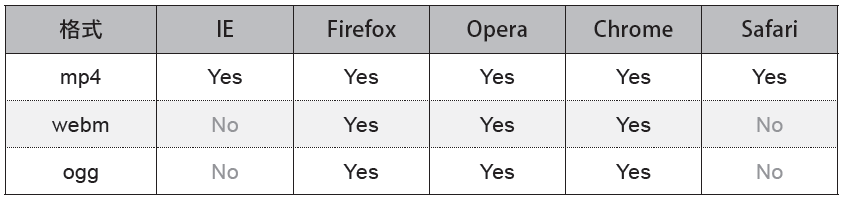 格式 IE Firefox Opera Chrome Safari
mp4 Yes Yes Yes Yes Yes
webm No Yes Yes Yes No
ogg No Yes Yes Yes No